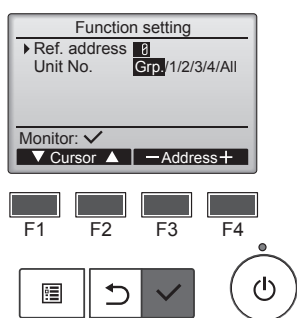 Function setting
Ref. address 0
Unit No. Grp./1/2/3/4/All
Monitor: ✓
▼ Cursor ▲ −Address+
F1 F2 F3 F4